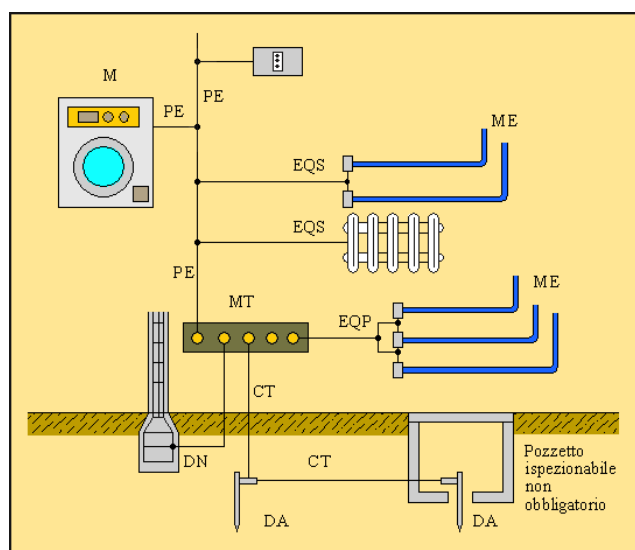 M
PE
PE
ME
EQS
EQS
PE
MT
ME
EQP
CT
DN
CT
Pozzetto
ispezionabile
non
obbligatorio
DA
DA